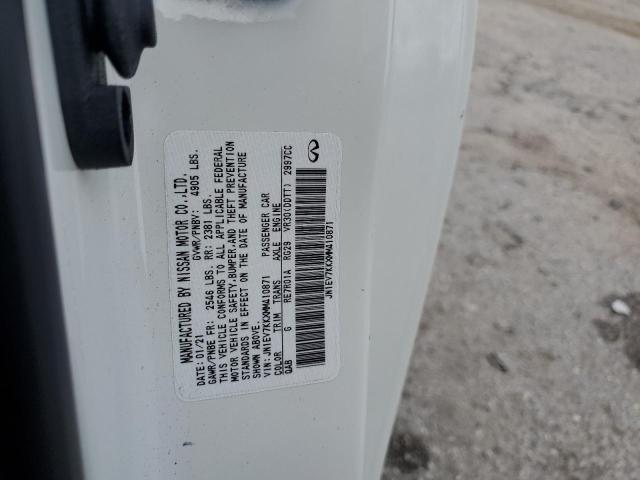 MANUFACTURED BY NISSAN MOTOR CO.,LTD.
DATE: 01/21 GVWR/PNBV: 4905 LBS.
GAWR/PNBE FR: 2546 LBS. RR: 2381 LBS.
THIS VEHICLE CONFORMS TO ALL APPLICABLE FEDERAL
MOTOR VEHICLE SAFETY,BUMPER,AND THEFT PREVENTION
STANDARDS IN EFFECT ON THE DATE OF MANUFACTURE
SHOWN ABOVE.
VIN: JN1EV7KKXMM410871 PASSENGER CAR
COLOR TRIM TRANS AXLE ENGINE
QAB G RE7R01A RG29 VR30(DDTT) 2997CC
JN1EV7KKXMM410871